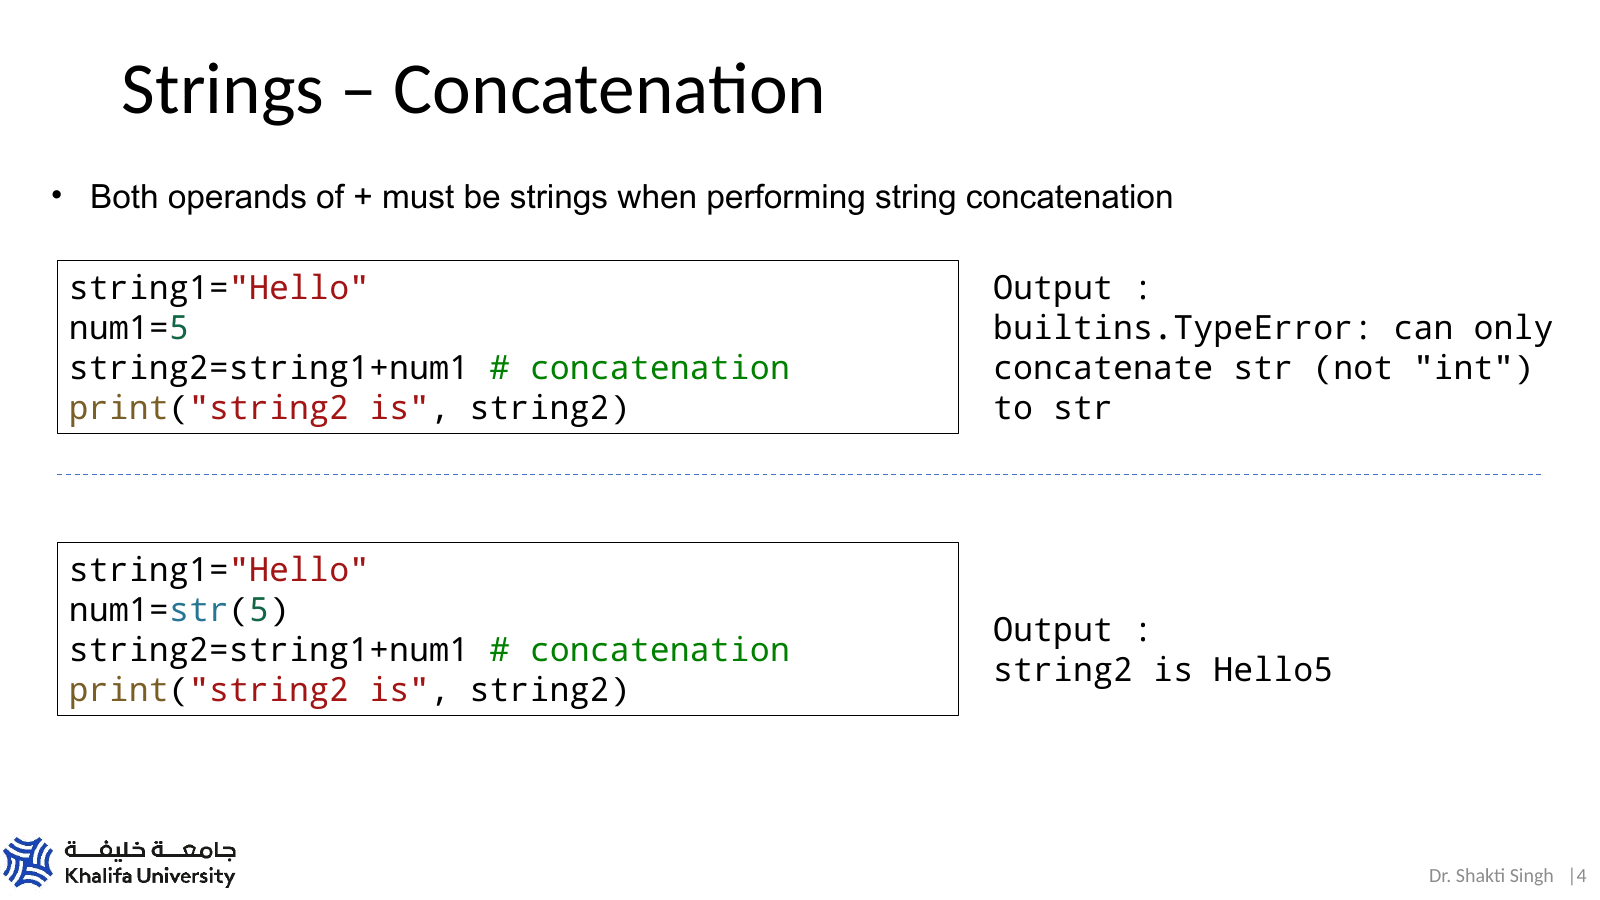 Strings – Concatenation
• Both operands of + must be strings when performing string concatenation
string1="Hello"
num1=5
string2=string1+num1 # concatenation
print("string2 is", string2)
Output :
builtins.TypeError: can only
concatenate str (not "int")
to str
string1="Hello"
num1=str(5)
string2=string1+num1 # concatenation
print("string2 is", string2)
Output :
string2 is Hello5
جامعة خليفة
Khalifa University
Dr. Shakti Singh |4